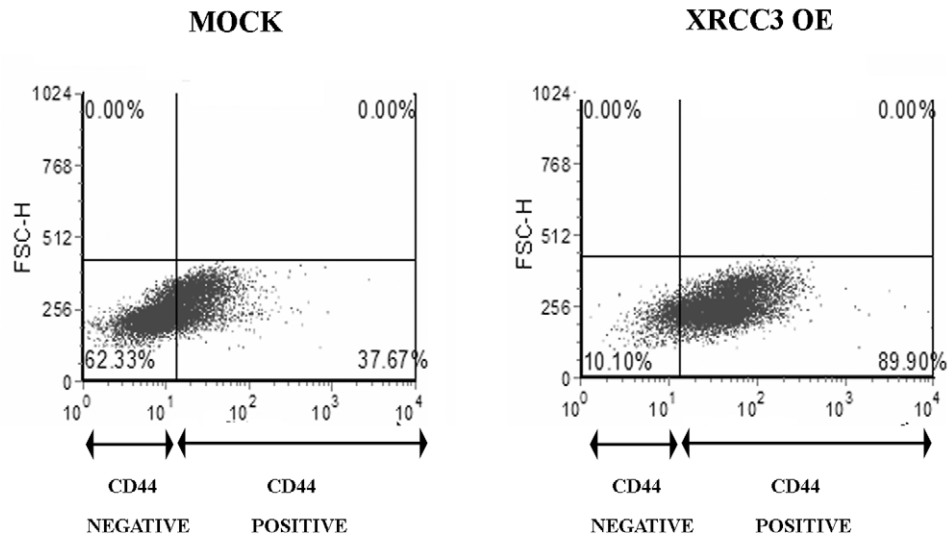 MOCK
XRCC3 OE
1024
0.00%
0.00%
768
512
256
0
FSC-H
62.33%
37.67%
10^0
10^1
10^2
10^3
10^4
1024
0.00%
0.00%
768
512
256
0
FSC-H
10.10%
89.90%
10^0
10^1
10^2
10^3
10^4
CD44
NEGATIVE
CD44
POSITIVE
CD44
NEGATIVE
CD44
POSITIVE